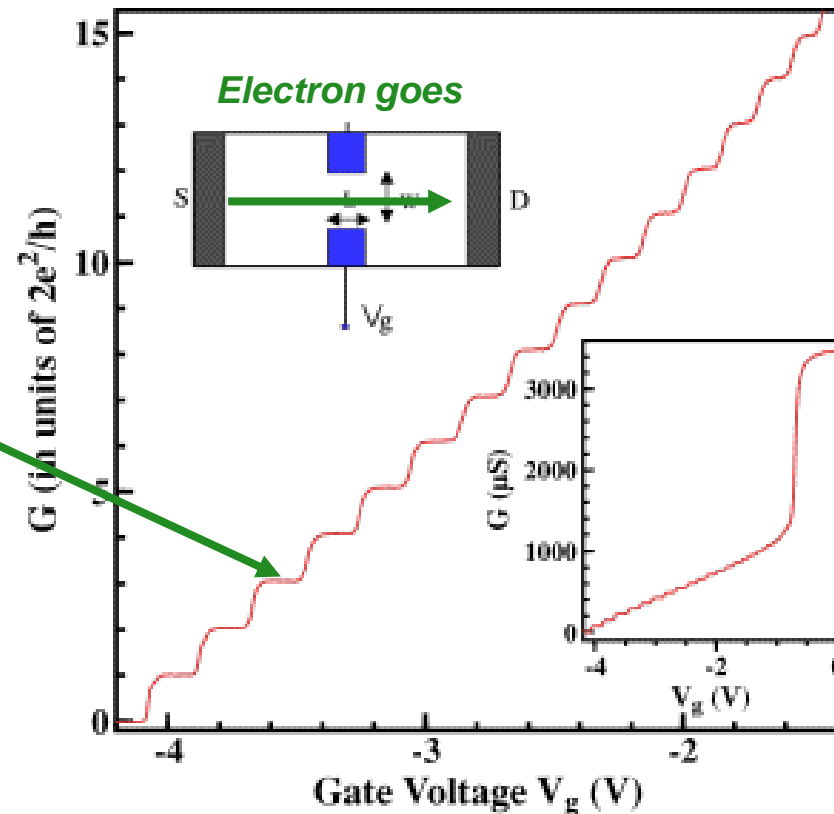 15
Electron goes
S
L
W
D
V_g
10
G (in units of 2e²/h)
5
0
-4
-3
-2
Gate Voltage V_g (V)
3000
2000
1000
0
G (μS)
-4
-2
V_g (V)